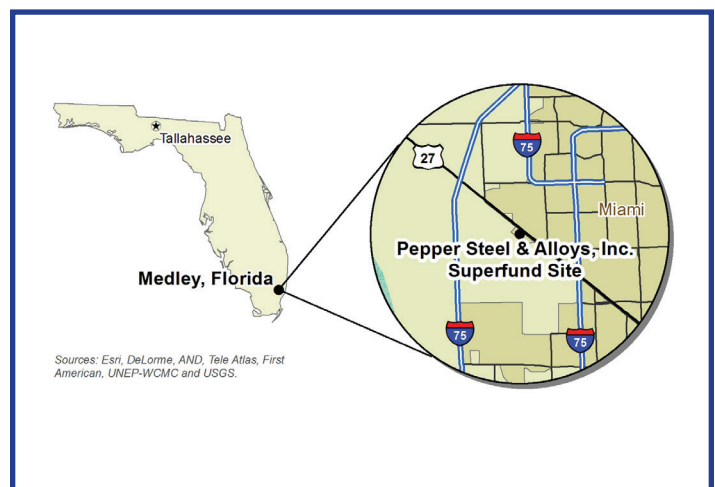 Tallahassee
Medley, Florida
Sources: Esri, DeLorme, AND, Tele Atlas, First
American, UNEP-WCMC and USGS.
75
27
Miami
Pepper Steel & Alloys, Inc.
Superfund Site
75
75